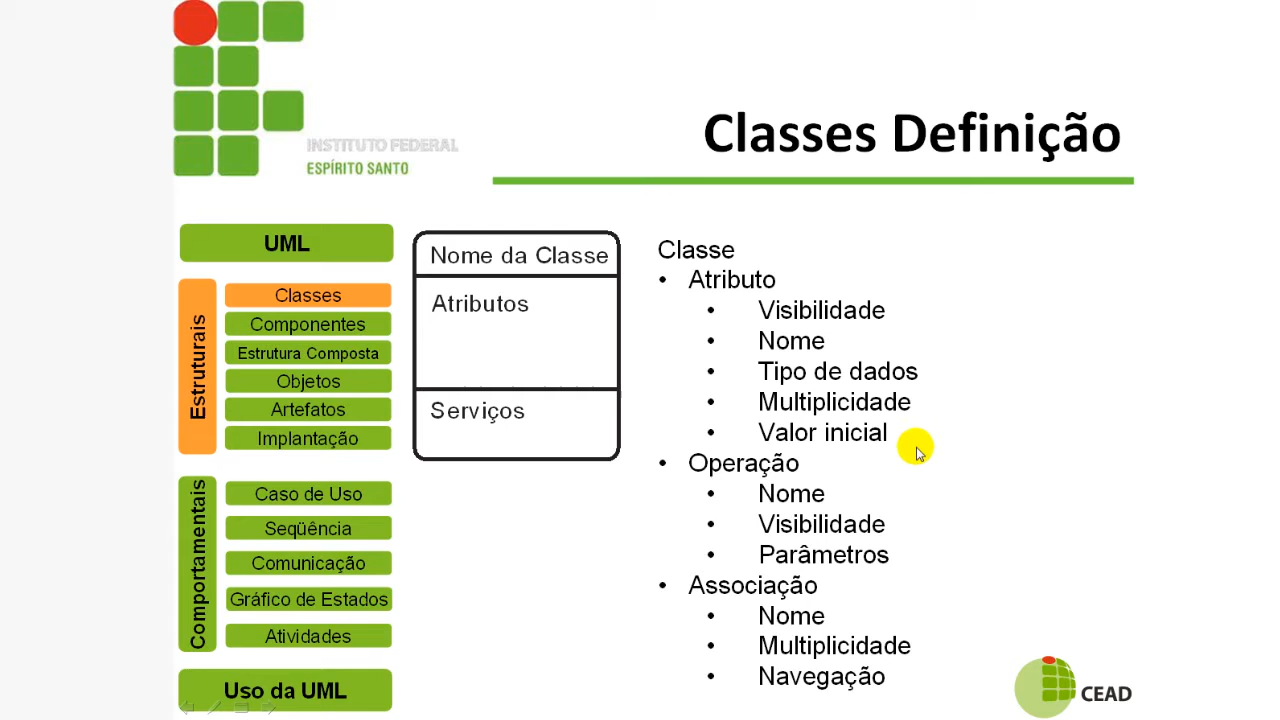 INSTITUTO FEDERAL
ESPÍRITO SANTO
Classes Definição
UML
Estruturais
Classes
Componentes
Estrutura Composta
Objetos
Artefatos
Implantação
Comportamentais
Caso de Uso
Seqüência
Comunicação
Gráfico de Estados
Atividades
Uso da UML
Nome da Classe
Atributos
Serviços
Classe
• Atributo
• Visibilidade
• Nome
• Tipo de dados
• Multiplicidade
• Valor inicial
• Operação
• Nome
• Visibilidade
• Parâmetros
• Associação
• Nome
• Multiplicidade
• Navegação
CEAD